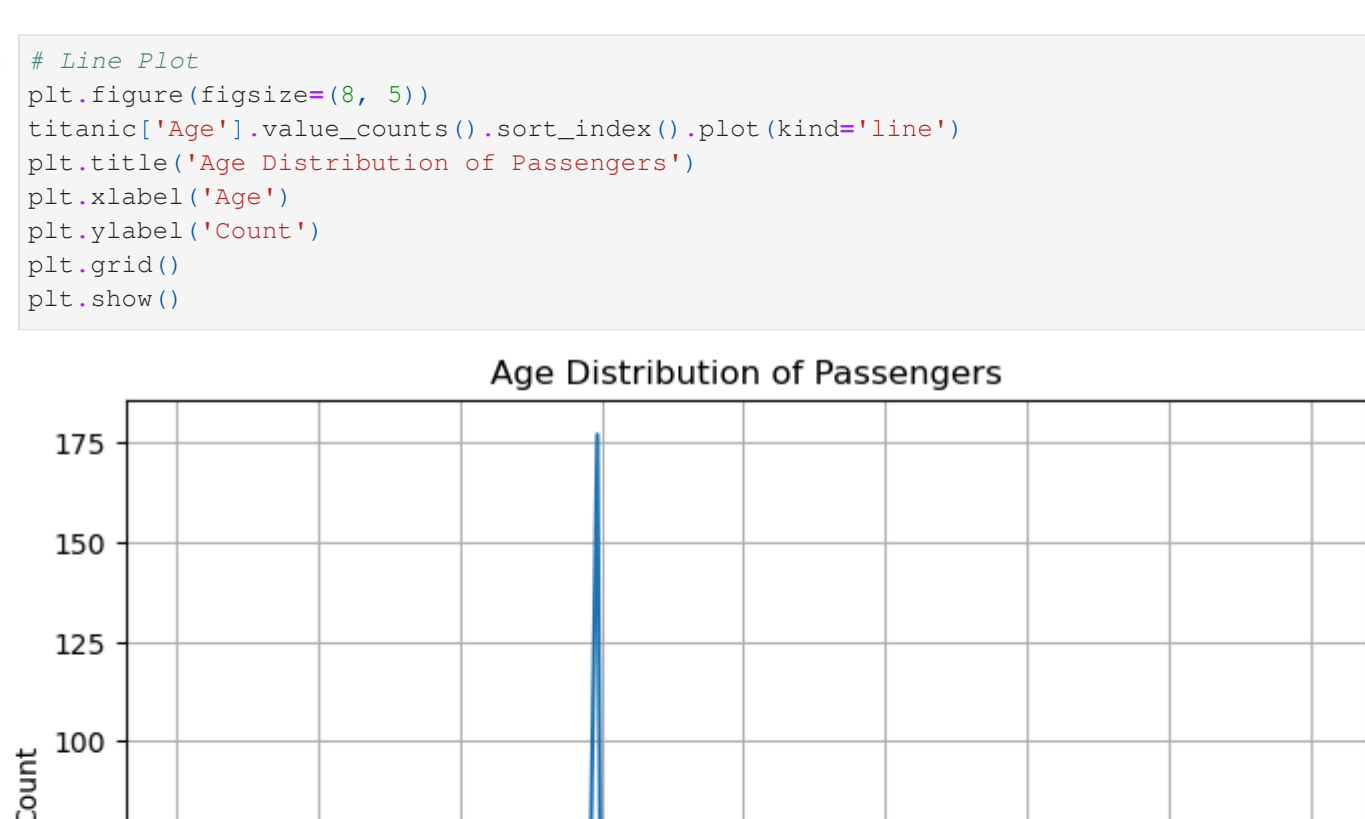 # Line Plot
plt.figure(figsize=(8, 5))
titanic['Age'].value_counts().sort_index().plot(kind='line')
plt.title('Age Distribution of Passengers')
plt.xlabel('Age')
plt.ylabel('Count')
plt.grid()
plt.show()
Age Distribution of Passengers
175
150
125
100
Count